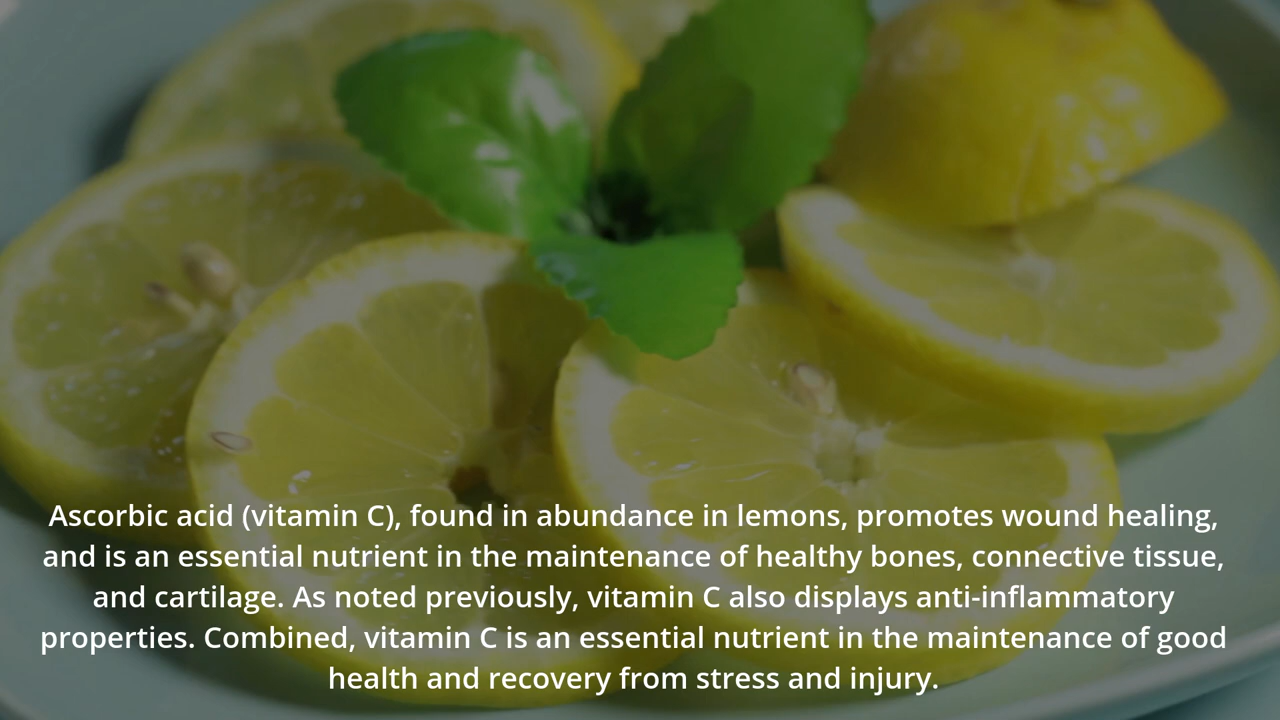 Ascorbic acid (vitamin C), found in abundance in lemons, promotes wound healing,
and is an essential nutrient in the maintenance of healthy bones, connective tissue,
and cartilage. As noted previously, vitamin C also displays anti-inflammatory
properties. Combined, vitamin C is an essential nutrient in the maintenance of good
health and recovery from stress and injury.